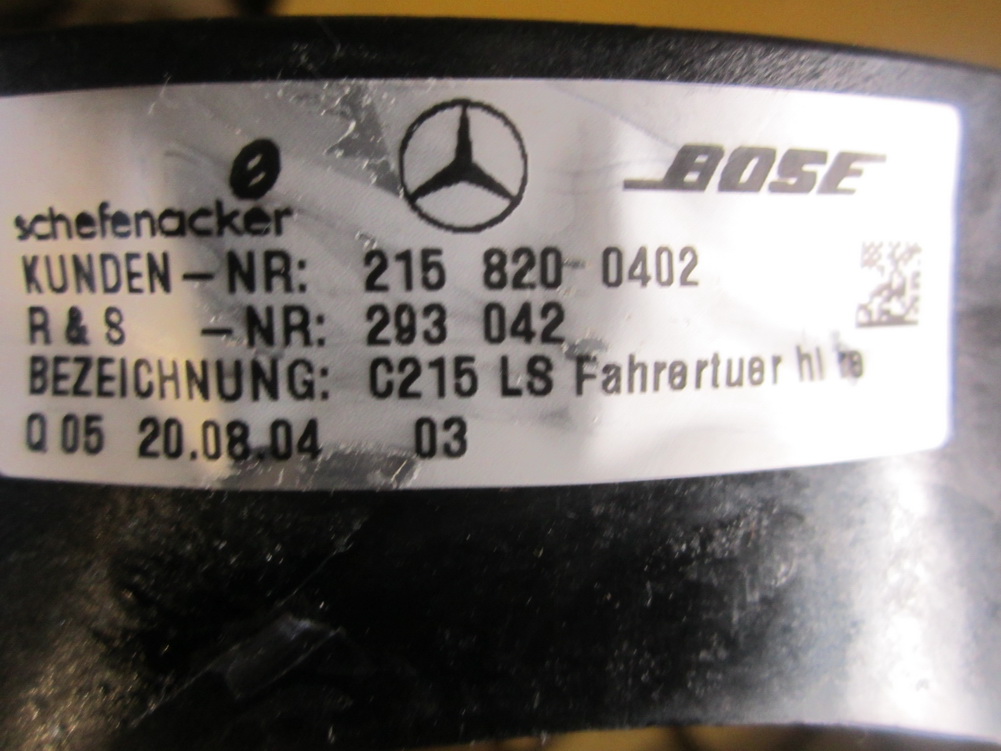 schefenacker
BOSE
KUNDEN-NR: 215 820 0402
R & S -NR: 293 042
BEZEICHNUNG: C215 LS Fahrertuer hl
Q 05 20.08.04 03